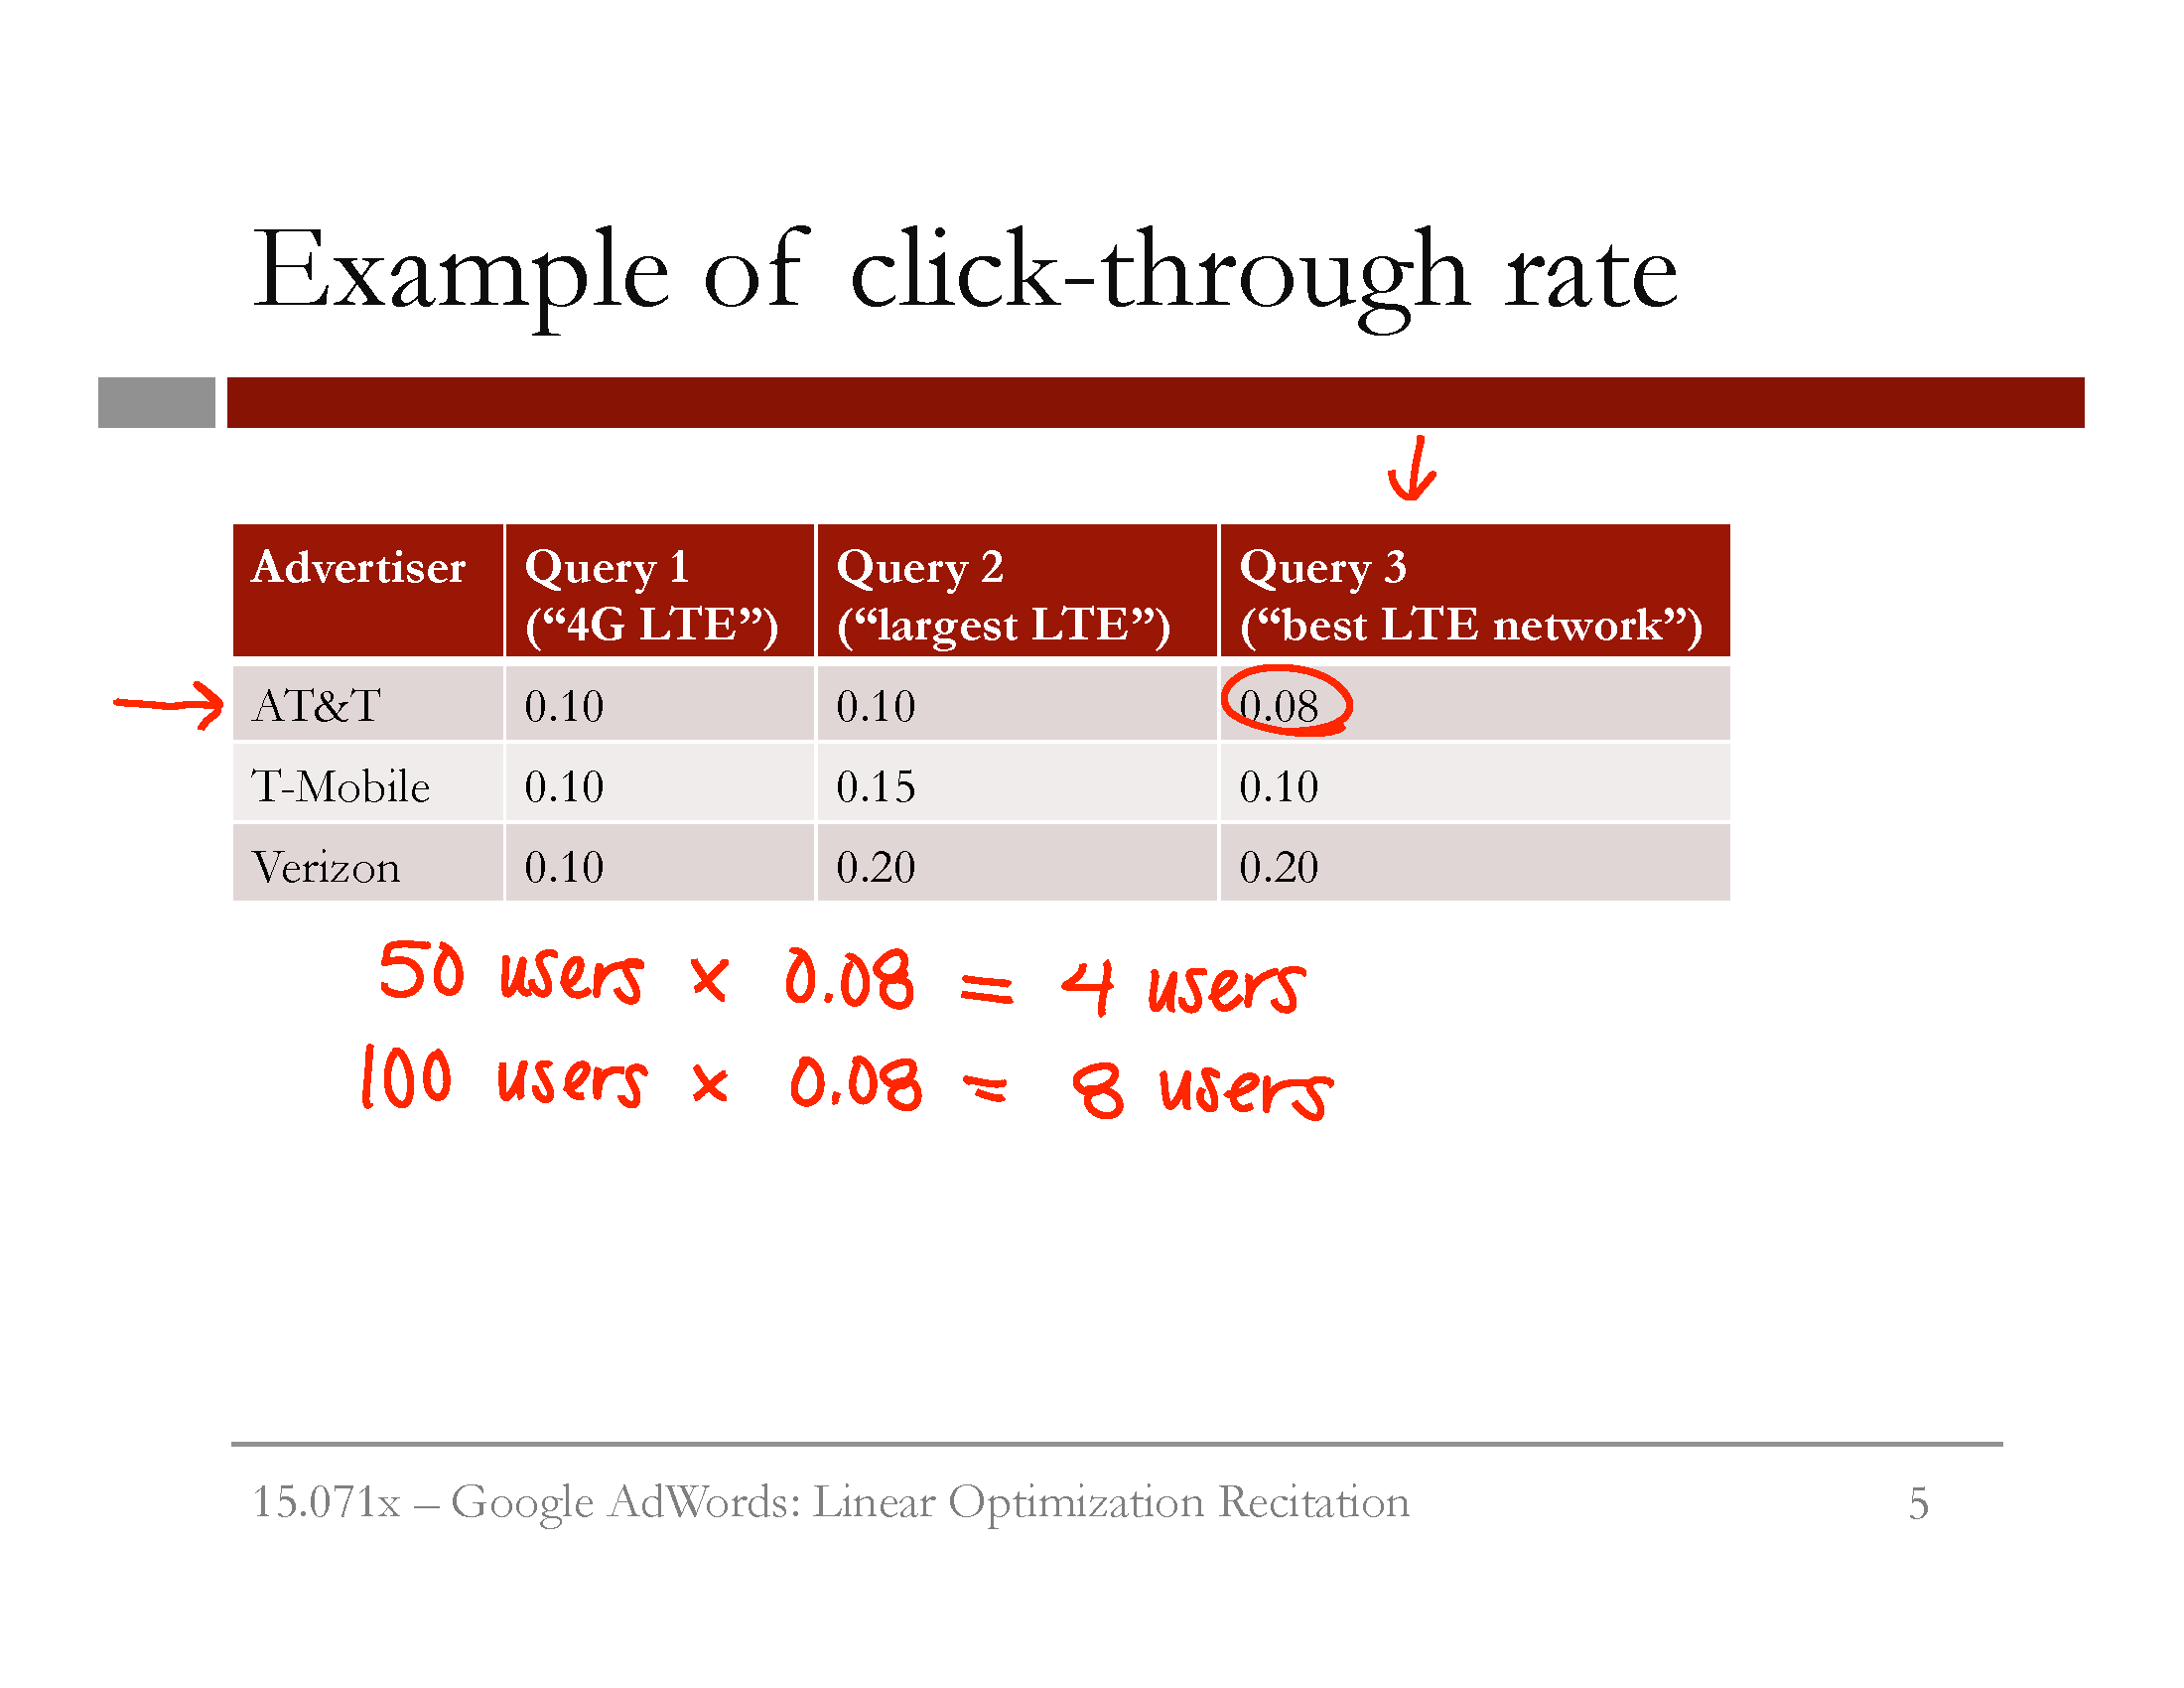 Example of click-through rate
Advertiser Query 1 Query 2 Query 3
(“4G LTE”) (“largest LTE”) (“best LTE network”)
AT&T 0.10 0.10 0.08
T-Mobile 0.10 0.15 0.10
Verizon 0.10 0.20 0.20
50 users x 0.08 = 4 users
100 users x 0.08 = 8 users
15.071x – Google AdWords: Linear Optimization Recitation 5